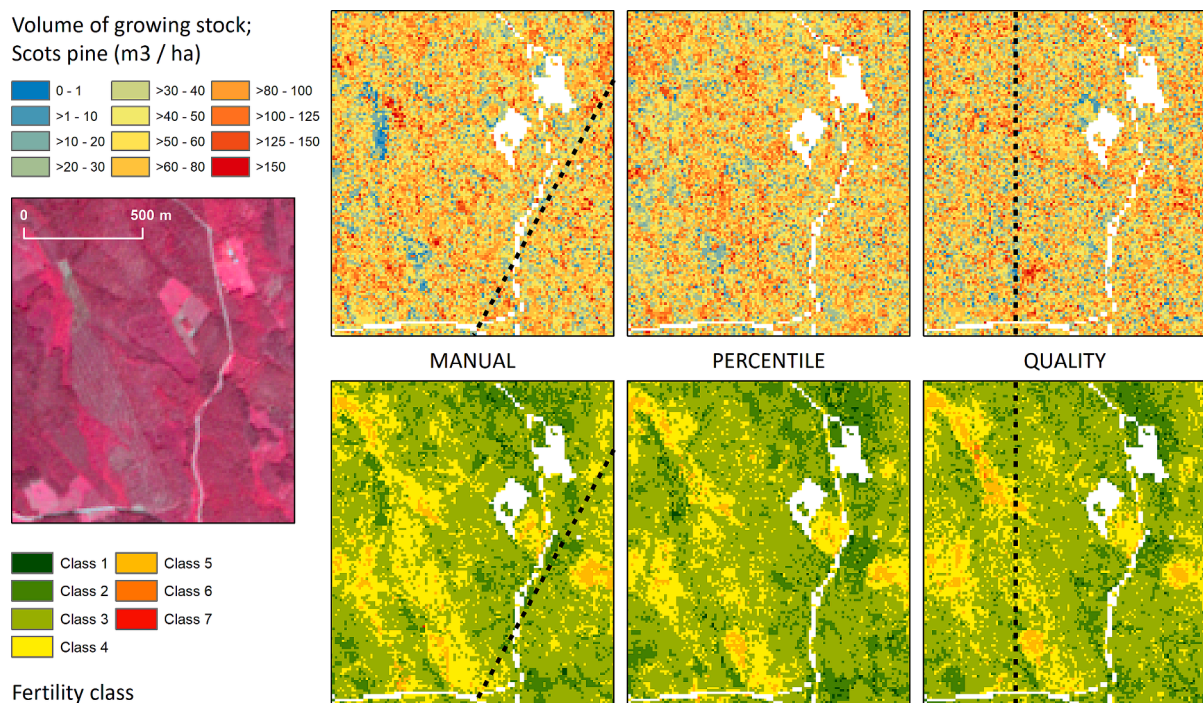 Volume of growing stock;
Scots pine (m3 / ha)
0 - 1
>30 - 40
>80 - 100
>1 - 10
>40 - 50
>100 - 125
>10 - 20
>50 - 60
>125 - 150
>20 - 30
>60 - 80
>150
0 500 m
MANUAL
PERCENTILE
QUALITY
Class 1
Class 5
Class 2
Class 6
Class 3
Class 7
Class 4
Fertility class